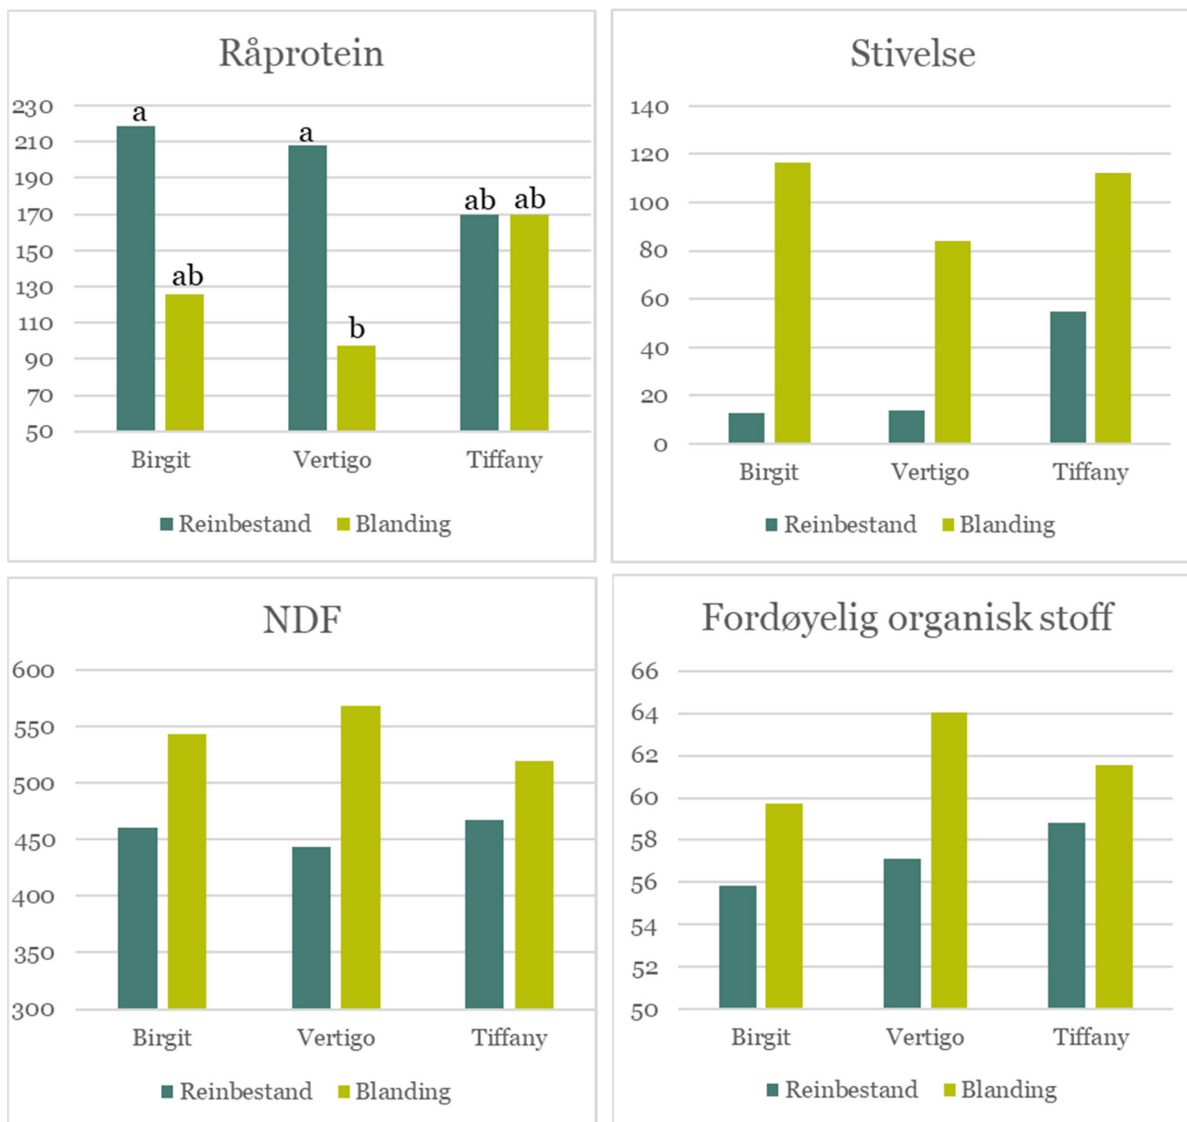 Råprotein
230
210
190
170
150
130
110
90
70
50
a
ab
a
b
ab
ab
Birgit
Vertigo
Tiffany
Reinbestand
Blanding
Stivelse
140
120
100
80
60
40
20
0
Birgit
Vertigo
Tiffany
Reinbestand
Blanding
NDF
600
550
500
450
400
350
300
Birgit
Vertigo
Tiffany
Reinbestand
Blanding
Fordøyelig organisk stoff
66
64
62
60
58
56
54
52
50
Birgit
Vertigo
Tiffany
Reinbestand
Blanding